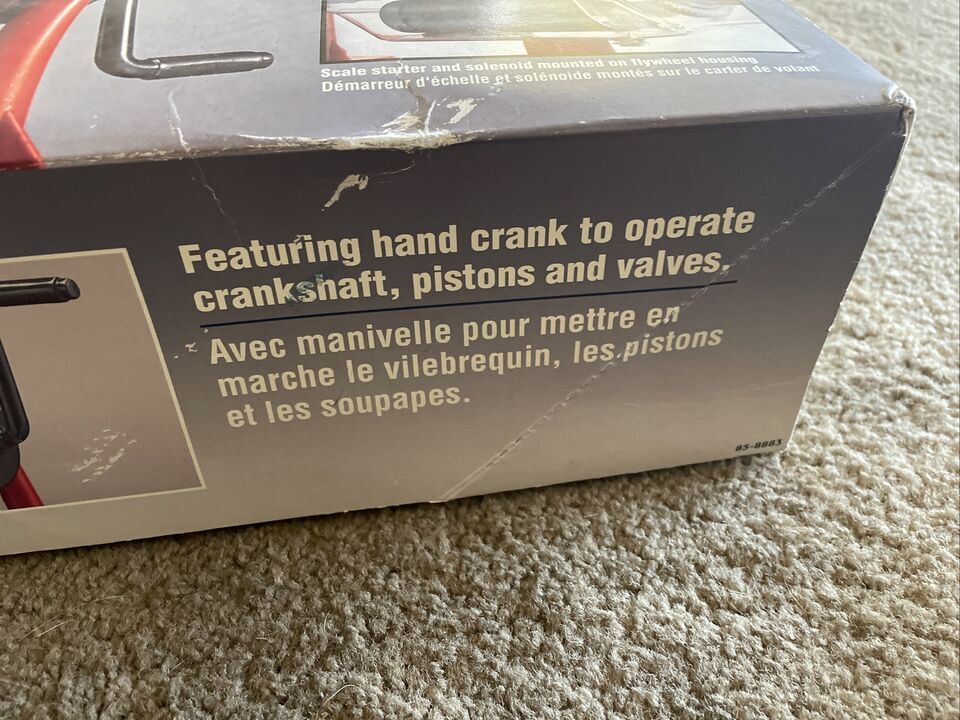 Scale starter and solenoid mounted on flywheel housing
Démarreur d'échelle et solénoïde montés sur le carter de volant
Featuring hand crank to operate
crankshaft, pistons and valves.
Avec manivelle pour mettre en
marche le vilebrequin, les pistons
et les soupapes.
85-8883